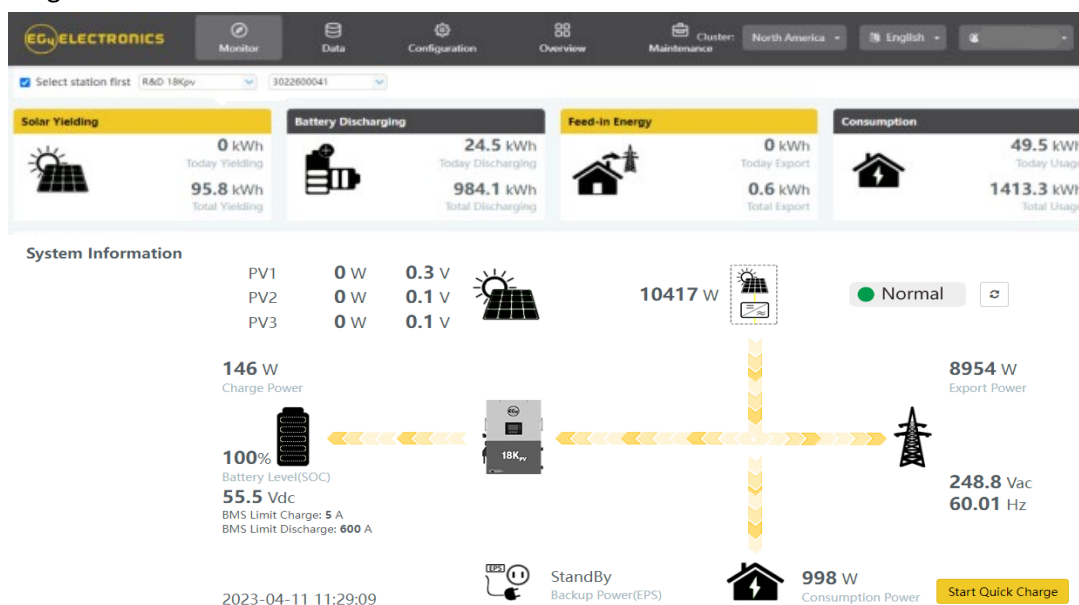 EG4 ELECTRONICS
Monitor
Data
Configuration
Overview
Maintenance
Cluster:
North America
English
Select station first R&D 18Kpv 3022600041
Solar Yielding
0 kWh
Today Yielding
95.8 kWh
Total Yielding
Battery Discharging
24.5 kWh
Today Discharging
984.1 kWh
Total Discharging
Feed-in Energy
0 kWh
Today Export
0.6 kWh
Total Export
Consumption
49.5 kWh
Today Usage
1413.3 kWh
Total Usage
System Information
PV1 0 W 0.3 V
PV2 0 W 0.1 V
PV3 0 W 0.1 V
10417 W
Normal
146 W
Charge Power
8954 W
Export Power
EG4
18KPV
100%
Battery Level(SOC)
55.5 Vdc
BMS Limit Charge: 5 A
BMS Limit Discharge: 600 A
248.8 Vac
60.01 Hz
EPS
StandBy
Backup Power(EPS)
998 W
Consumption Power
Start Quick Charge
2023-04-11 11:29:09